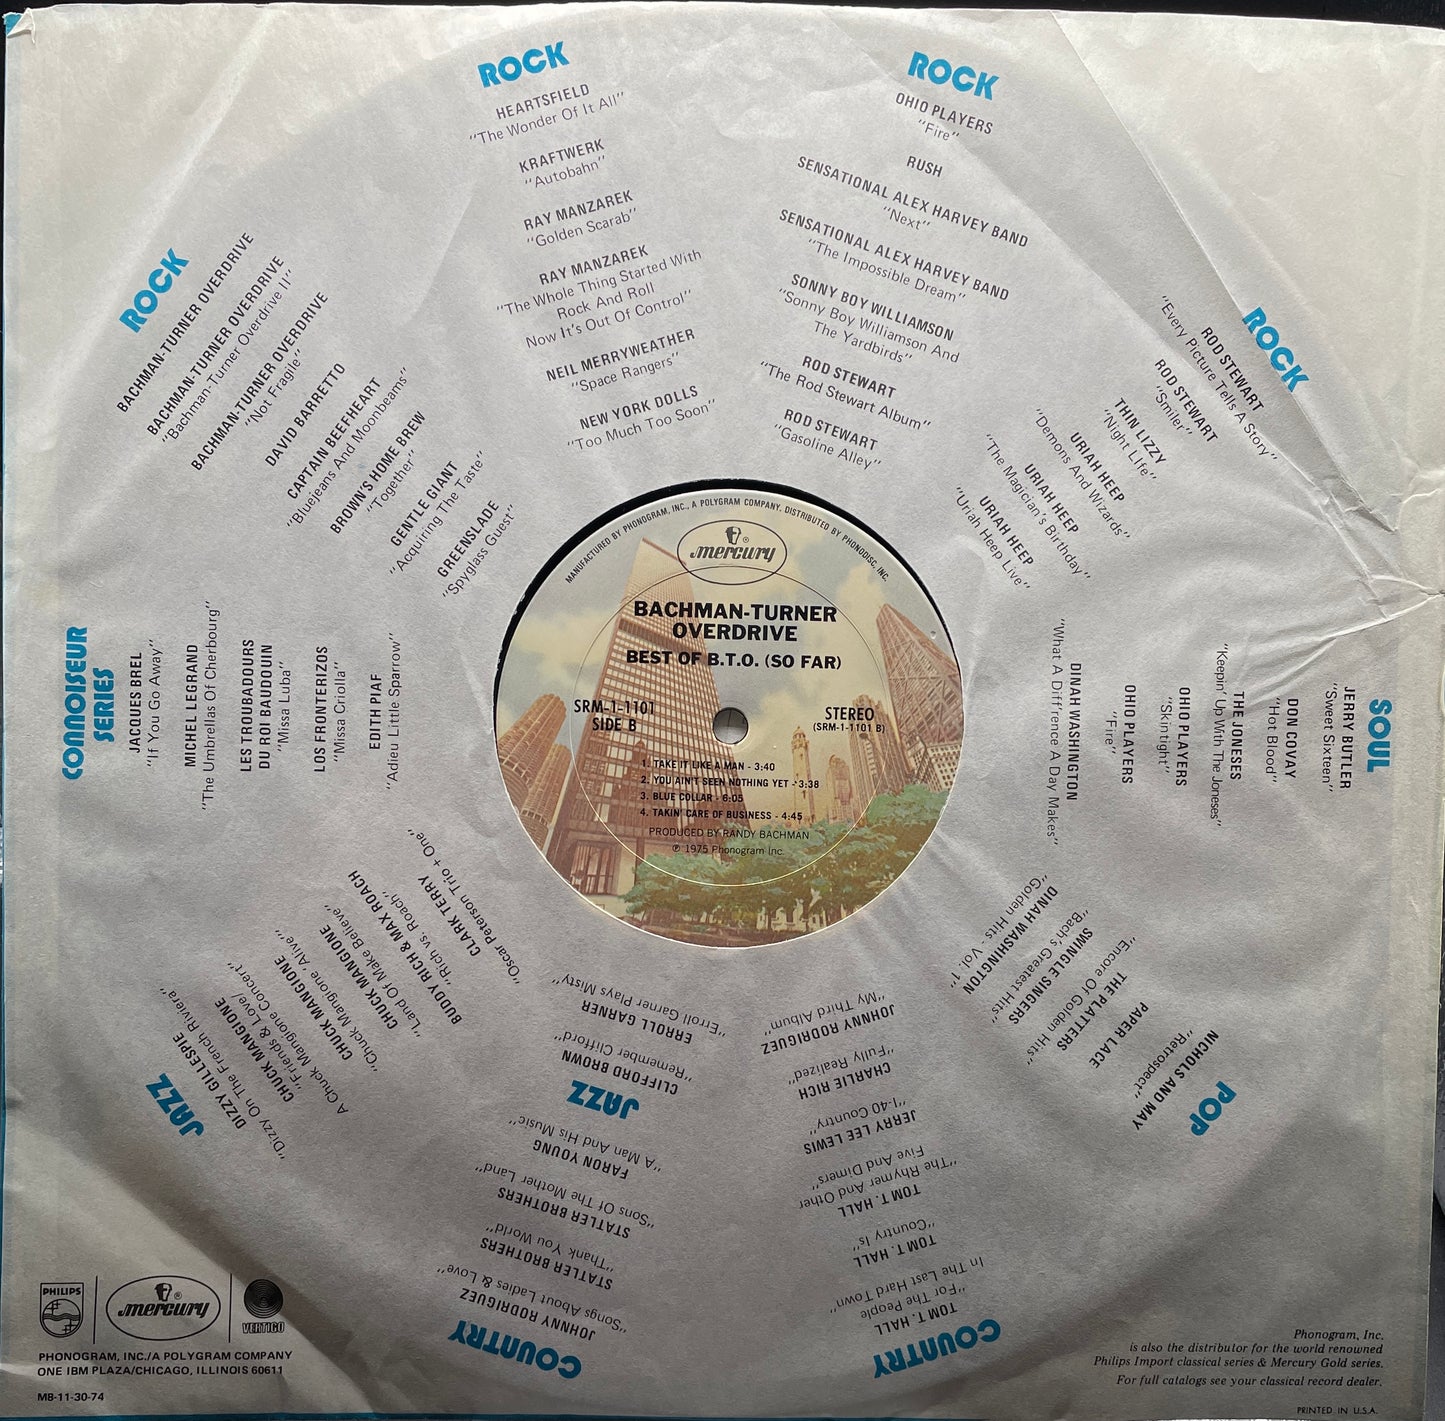 ROCK
BACHMAN-TURNER OVERDRIVE
BACHMAN-TURNER OVERDRIVE
"Bachman-Turner Overdrive II"
BACHMAN-TURNER OVERDRIVE
"Not Fragile"
DAVID BARRETTO
CAPTAIN BEEFHEART
"Bluejeans And Moonbeams"
BROWN'S HOME BREW
"Together"
GENTLE GIANT
"Acquiring The Taste"
GREENSLADE
"Spyglass Guest"
ROCK
HEARTSFIELD
"The Wonder Of It All"
KRAFTWERK
"Autobahn"
RAY MANZAREK
"Golden Scarab"
RAY MANZAREK
"The Whole Thing Started With
Rock And Roll
Now It's Out Of Control"
NEIL MERRYWEATHER
"Space Rangers"
NEW YORK DOLLS
"Too Much Too Soon"
ROCK
OHIO PLAYERS
"Fire"
RUSH
SENSATIONAL ALEX HARVEY BAND
"Next"
SENSATIONAL ALEX HARVEY BAND
"The Impossible Dream"
SONNY BOY WILLIAMSON
"Sonny Boy Williamson And
The Yardbirds"
ROD STEWART
"The Rod Stewart Album"
ROD STEWART
"Gasoline Alley"
ROCK
ROD STEWART
"Every Picture Tells A Story"
ROD STEWART
"Smiler"
THIN LIZZY
"Night LIfe"
URIAH HEEP
"Demons And Wizards"
URIAH HEEP
"The Magician's Birthday"
URIAH HEEP
"Uriah Heep Live"
SOUL
JERRY BUTLER
"Sweet Sixteen"
DON COVAY
"Hot Blood"
THE JONESES
"Keepin' Up With The Joneses"
OHIO PLAYERS
"Skintight"
OHIO PLAYERS
"Fire"
DINAH WASHINGTON
"What A Diff'rence A Day Makes"
POP
NICHOLS AND MAY
"Retrospect"
PAPER LACE
THE PLATTERS
"Encore Of Golden Hits"
SWINGLE SINGERS
"Bach's Greatest Hits"
DINAH WASHINGTON
"Golden Hits - Vol. 1"
COUNTRY
TOM T. HALL
"For The People
In The Last Hard Town"
TOM T. HALL
"Country Is"
TOM T. HALL
"The Rhymer And Other
Five And Dimers"
JERRY LEE LEWIS
"I-40 Country"
CHARLIE RICH
"Fully Realized"
JOHNNY RODRIGUEZ
"My Third Album"
COUNTRY
JOHNNY RODRIGUEZ
"Songs About Ladies & Love"
STATLER BROTHERS
"Thank You World"
STATLER BROTHERS
"Sons Of The Mother Land"
FARON YOUNG
"A Man And His Music"
JAZZ
CLIFFORD BROWN
"Remember Clifford"
ERROLL GARNER
"Erroll Garner Plays Misty"
JAZZ
DIZZY GILLESPIE
"Dizzy On The French Riviera"
CHUCK MANGIONE
"Friends & Love/
A Chuck Mangione Concert"
CHUCK MANGIONE
"Chuck Mangione 'Alive'"
CHUCK MANGIONE
"Land Of Make Believe"
BUDDY RICH & MAX ROACH
"Rich vs. Roach"
CLARK TERRY
"Oscar Peterson Trio + One"
CONNOISEUR
SERIES
JACQUES BREL
"If You Go Away"
MICHEL LEGRAND
"The Umbrellas Of Cherbourg"
LES TROUBADOURS
DU ROI BAUDOUIN
"Missa Luba"
LOS FRONTERIZOS
"Missa Criolla"
EDITH PIAF
"Adieu Little Sparrow"
MANUFACTURED BY PHONOGRAM, INC., A POLYGRAM COMPANY. DISTRIBUTED BY PHONODISC, INC.
mercury ®
BACHMAN-TURNER
OVERDRIVE
BEST OF B.T.O. (SO FAR)
SRM-1-1101
SIDE B
STEREO
(SRM-1-1101 B)
1. TAKE IT LIKE A MAN - 3:40
2. YOU AIN'T SEEN NOTHING YET - 3:38
3. BLUE COLLAR - 6:05
4. TAKIN' CARE OF BUSINESS - 4:45
PRODUCED BY RANDY BACHMAN
℗ 1975 Phonogram Inc.
PHILIPS
mercury ®
VERTIGO
PHONOGRAM, INC./A POLYGRAM COMPANY
ONE IBM PLAZA/CHICAGO, ILLINOIS 60611
MB-11-30-74
Phonogram, Inc.
is also the distributor for the world renowned
Philips Import classical series & Mercury Gold series.
For full catalogs see your classical record dealer.
PRINTED IN U.S.A.